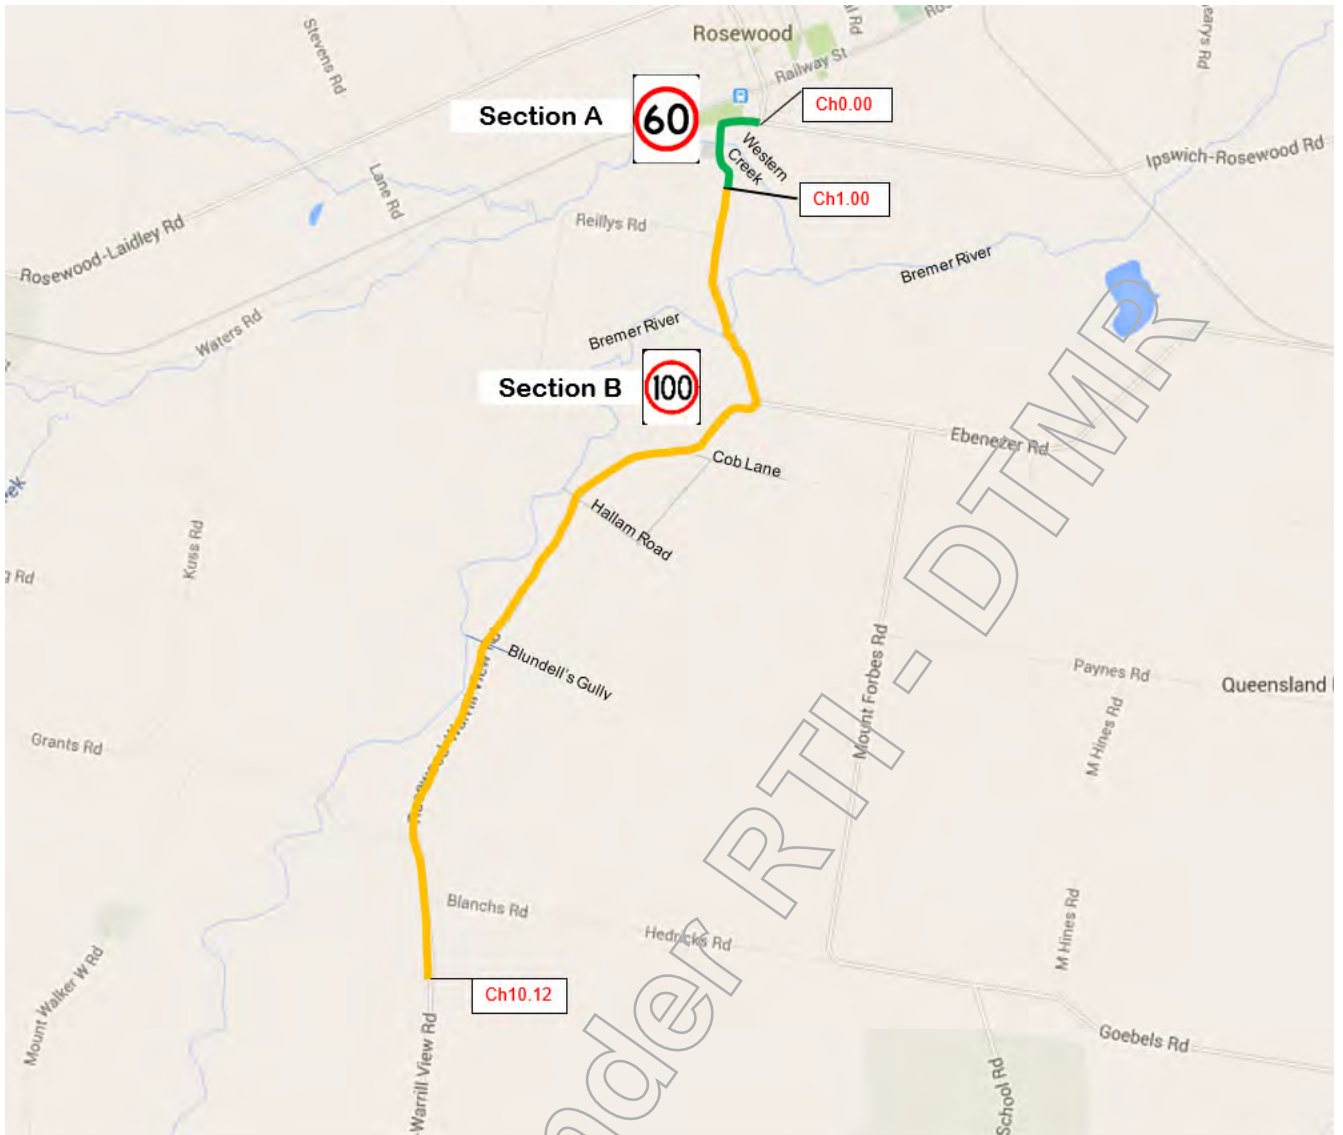 Rosewood
Stevens Rd
Railway St
Section A
60
Ch0.00
Western
Creek
Ipswich-Rosewood Rd
Lane Rd
Ch1.00
Reillys Rd
Rosewood-Laidley Rd
Bremer River
Waters Rd
Bremer River
Section B
100
Ebenezer Rd
Cob Lane
Hallam Road
Kuss Rd
Blundell's Gully
Mount Forbes Rd
Paynes Rd
Queensland
M Hines Rd
Grants Rd
Blanchs Rd
Hedricks Rd
M Hines Rd
Mount Walker W Rd
Ch10.12
Goebels Rd
-Warrill View Rd
School Rd
nder RTI - DTMR